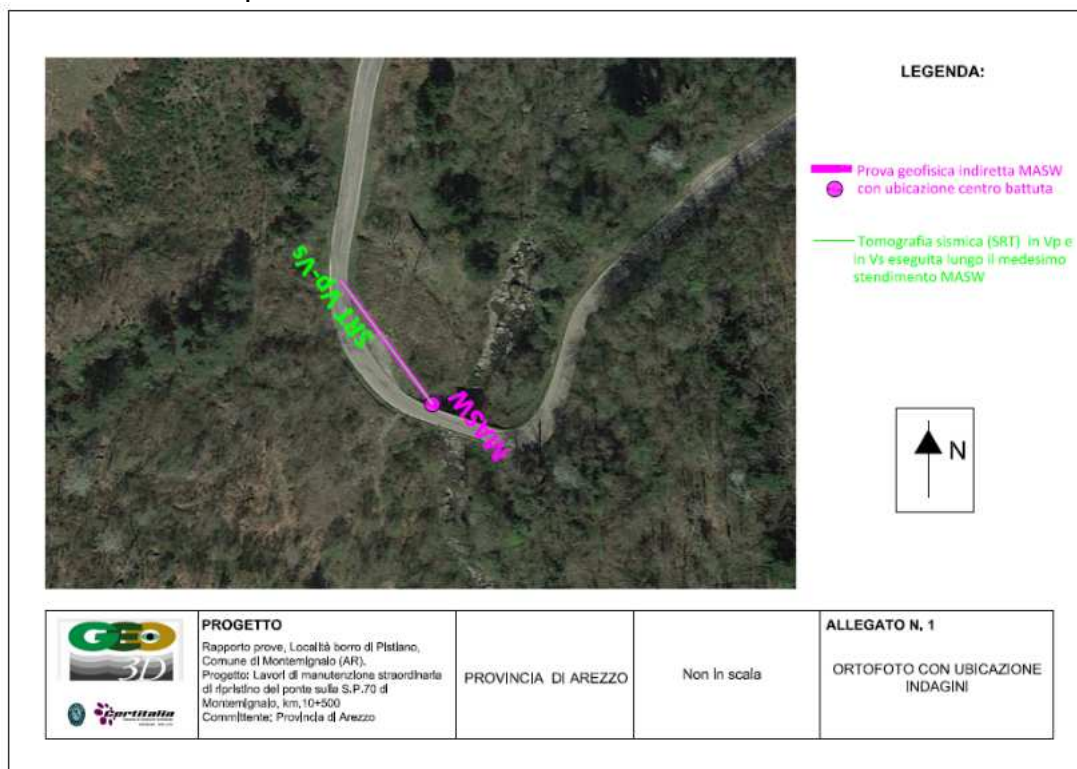 LEGENDA:
Prova geofisica indiretta MASW
con ubicazione centro battuta
Tomografia sismica (SRT) in Vp e
in Vs eseguita lungo il medesimo
stendimento MASW
SRT Vp-Vs
MASW
N
GEO
3D
Certitalia
PROGETTO
Rapporto prove, Località borro di Pistiano,
Comune di Montemignaio (AR).
Progetto: Lavori di manutenzione straordinaria
di ripristino del ponte sulla S.P.70 di
Montemignaio, km.10+500
Committente: Provincia di Arezzo
PROVINCIA DI AREZZO
Non in scala
ALLEGATO N. 1
ORTOFOTO CON UBICAZIONE
INDAGINI